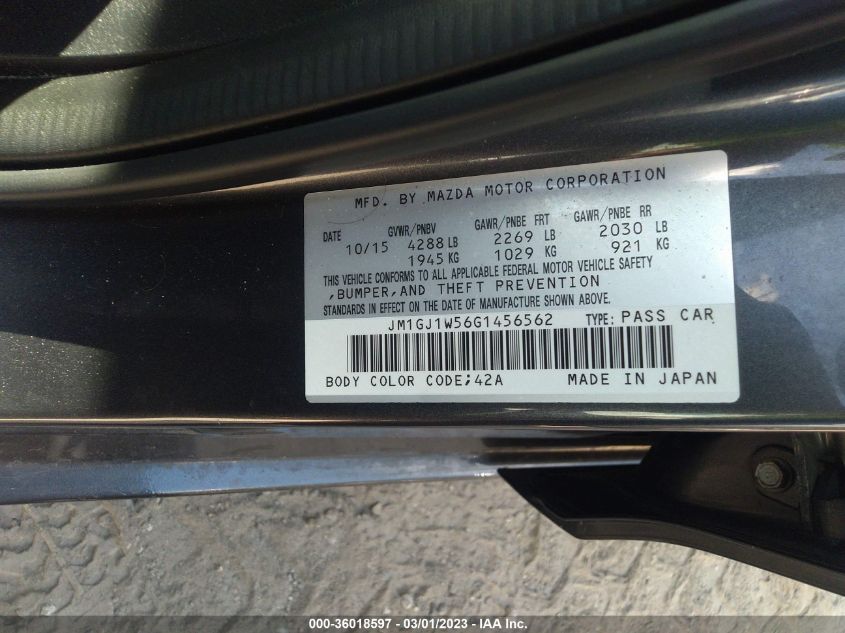 MFD. BY MAZDA MOTOR CORPORATION
DATE GVWR/PNBV GAWR/PNBE FRT GAWR/PNBE RR
10/15 4288 LB 2269 LB 2030 LB
1945 KG 1029 KG 921 KG
THIS VEHICLE CONFORMS TO ALL APPLICABLE FEDERAL MOTOR VEHICLE SAFETY
,BUMPER,AND THEFT PREVENTION
STANDARDS IN EFFECT ON THE DATE OF MANUFACTURE SHOWN ABOVE.
JM1GJ1W56G1456562 TYPE: PASS CAR
BODY COLOR CODE;42A MADE IN JAPAN
000-36018597 - 03/01/2023 - IAA Inc.